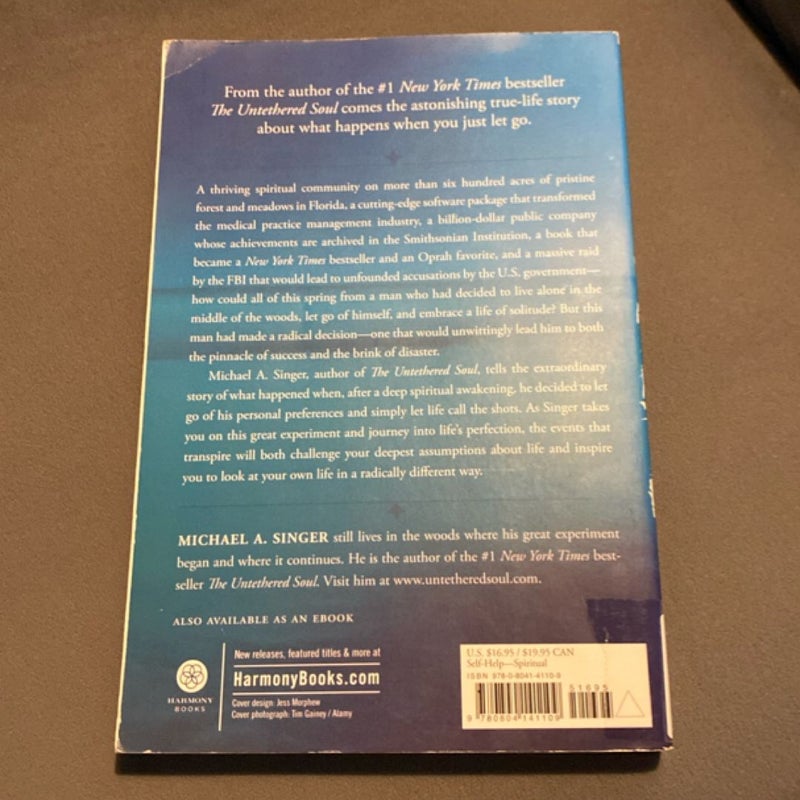 From the author of the #1 New York Times bestseller
The Untethered Soul comes the astonishing true-life story
about what happens when you just let go.
A thriving spiritual community on more than six hundred acres of pristine
forest and meadows in Florida, a cutting-edge software package that transformed
the medical practice management industry, a billion-dollar public company
whose achievements are archived in the Smithsonian Institution, a book that
became a New York Times bestseller and an Oprah favorite, and a massive raid
by the FBI that would lead to unfounded accusations by the U.S. government—
how could all of this spring from a man who had decided to live alone in the
middle of the woods, let go of himself, and embrace a life of solitude? But this
man had made a radical decision—one that would unwittingly lead him to both
the pinnacle of success and the brink of disaster.
Michael A. Singer, author of The Untethered Soul, tells the extraordinary
story of what happened when, after a deep spiritual awakening, he decided to let
go of his personal preferences and simply let life call the shots. As Singer takes
you on this great experiment and journey into life's perfection, the events that
transpire will both challenge your deepest assumptions about life and inspire
you to look at your own life in a radically different way.
MICHAEL A. SINGER still lives in the woods where his great experiment
began and where it continues. He is the author of the #1 New York Times best-
seller The Untethered Soul. Visit him at www.untetheredsoul.com.
ALSO AVAILABLE AS AN EBOOK
HARMONY
BOOKS
New releases, featured titles & more at
HarmonyBooks.com
Cover design: Jess Morphew
Cover photograph: Tim Gainey / Alamy
U.S. $16.95 / $19.95 CAN
Self-Help—Spiritual
ISBN 978-0-8041-4110-9
51695
9 780804 141109